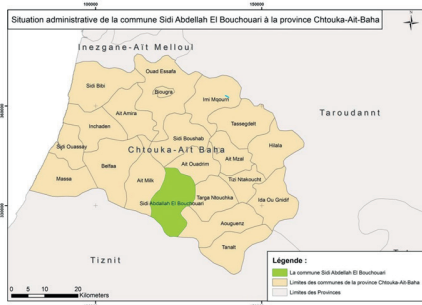 Situation administrative de la commune Sidi Abdellah El Bouchouari à la province Chtouka-Ait-Baha
Inezgane-Aït Melloul
Ouad Essafa
Sidi Bibi
Biougra
Imi Mqourn
Ait Amira
Taroudannt
Tassegdelt
Inchaden
Sidi Boushab
Hilala
Sidi Ouassay
Chtouka-Aït Baha
Ait Mzal
Belfaa
Ait Ouadrim
Massa
Ait Milk
Tizi Ntakoucht
Targa Ntouchka
Ida Ou Gnidif
Sidi Abdallah El Bouchouari
Aouguenz
Tiznit
Tanalt
Légende :
La commune Sidi Abdellah El Bouchouari
Limites des communes de la province Chtouka-Ait-Baha
Limites des Provinces
0 5 10 20
Kilometers